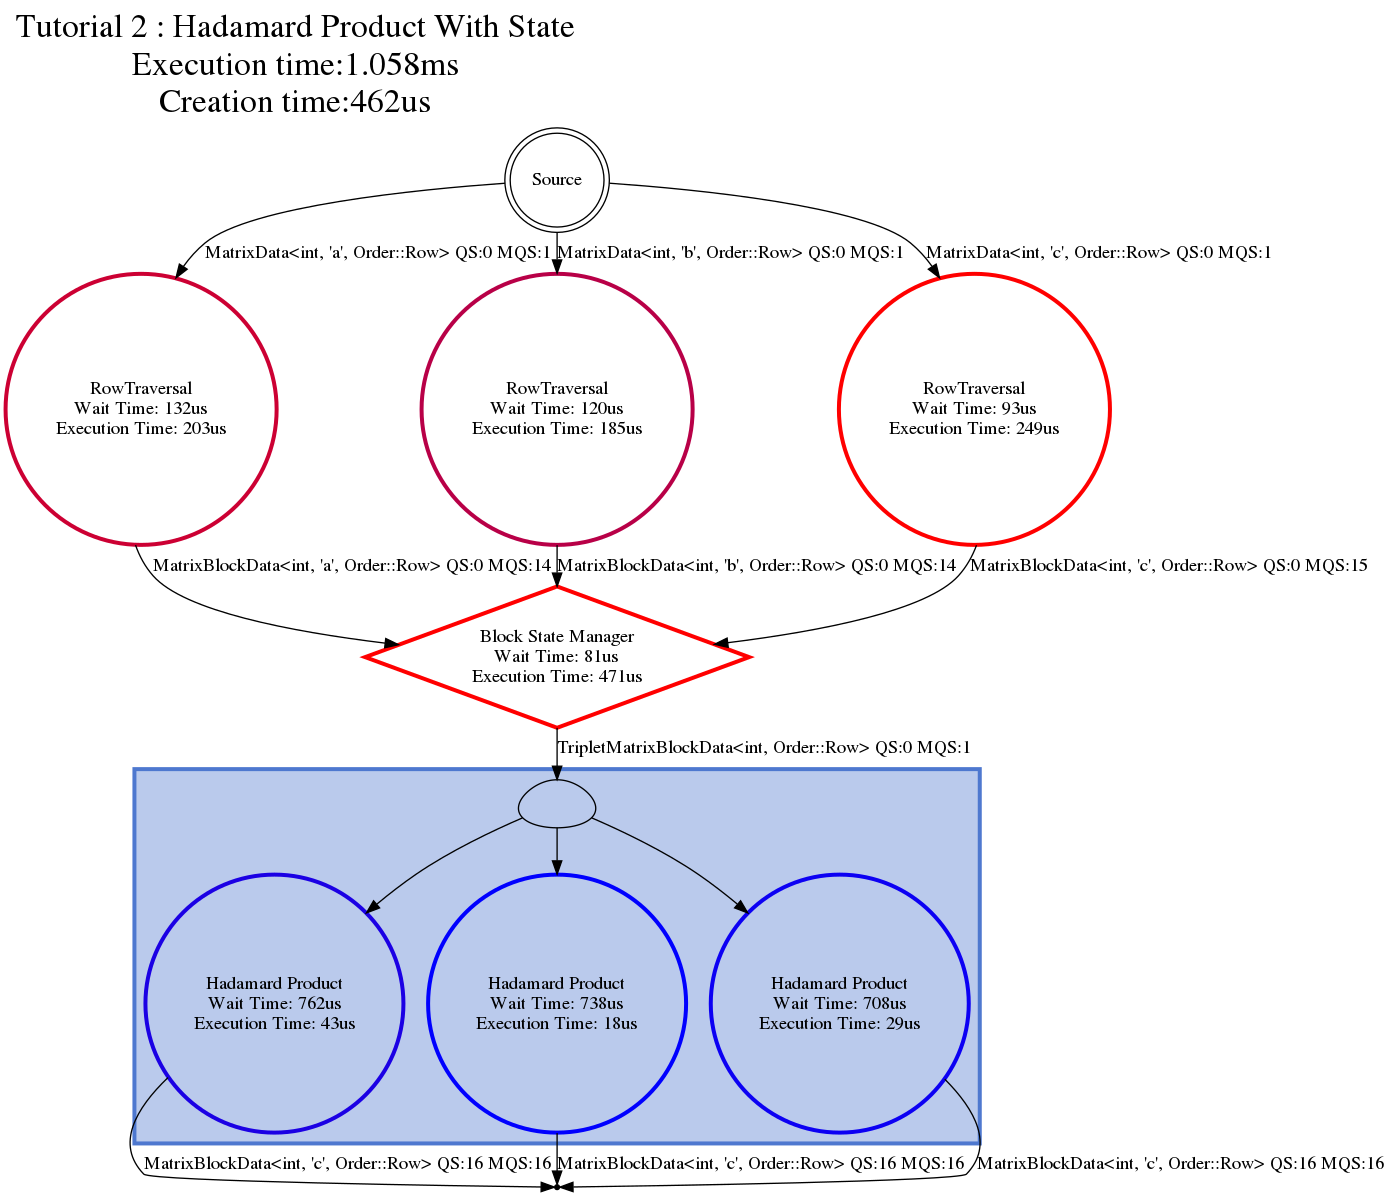 Tutorial 2 : Hadamard Product With State
Execution time:1.058ms
Creation time:462us
Source
MatrixData<int, 'a', Order::Row> QS:0 MQS:1
MatrixData<int, 'b', Order::Row> QS:0 MQS:1
MatrixData<int, 'c', Order::Row> QS:0 MQS:1
RowTraversal
Wait Time: 132us
Execution Time: 203us
RowTraversal
Wait Time: 120us
Execution Time: 185us
RowTraversal
Wait Time: 93us
Execution Time: 249us
MatrixBlockData<int, 'a', Order::Row> QS:0 MQS:14
MatrixBlockData<int, 'b', Order::Row> QS:0 MQS:14
MatrixBlockData<int, 'c', Order::Row> QS:0 MQS:15
Block State Manager
Wait Time: 81us
Execution Time: 471us
TripletMatrixBlockData<int, Order::Row> QS:0 MQS:1
Hadamard Product
Wait Time: 762us
Execution Time: 43us
Hadamard Product
Wait Time: 738us
Execution Time: 18us
Hadamard Product
Wait Time: 708us
Execution Time: 29us
MatrixBlockData<int, 'c', Order::Row> QS:16 MQS:16
MatrixBlockData<int, 'c', Order::Row> QS:16 MQS:16
MatrixBlockData<int, 'c', Order::Row> QS:16 MQS:16